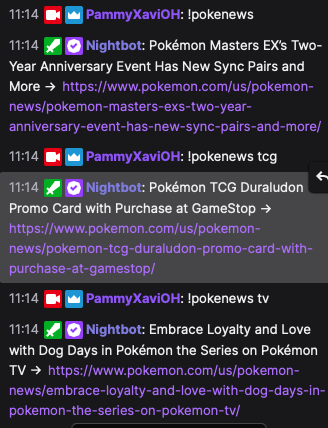 11:14 PammyXaviOH: !pokenews
11:14 Nightbot: Pokémon Masters EX's Two-
Year Anniversary Event Has New Sync Pairs and
More → https://www.pokemon.com/us/pokemon-
news/pokemon-masters-exs-two-year-
anniversary-event-has-new-sync-pairs-and-more/
11:14 PammyXaviOH: !pokenews tcg
11:14 Nightbot: Pokémon TCG Duraludon
Promo Card with Purchase at GameStop →
https://www.pokemon.com/us/pokemon-
news/pokemon-tcg-duraludon-promo-card-with-
purchase-at-gamestop/
11:14 PammyXaviOH: !pokenews tv
11:14 Nightbot: Embrace Loyalty and Love
with Dog Days in Pokémon the Series on Pokémon
TV → https://www.pokemon.com/us/pokemon-
news/embrace-loyalty-and-love-with-dog-days-in-
pokemon-the-series-on-pokemon-tv/